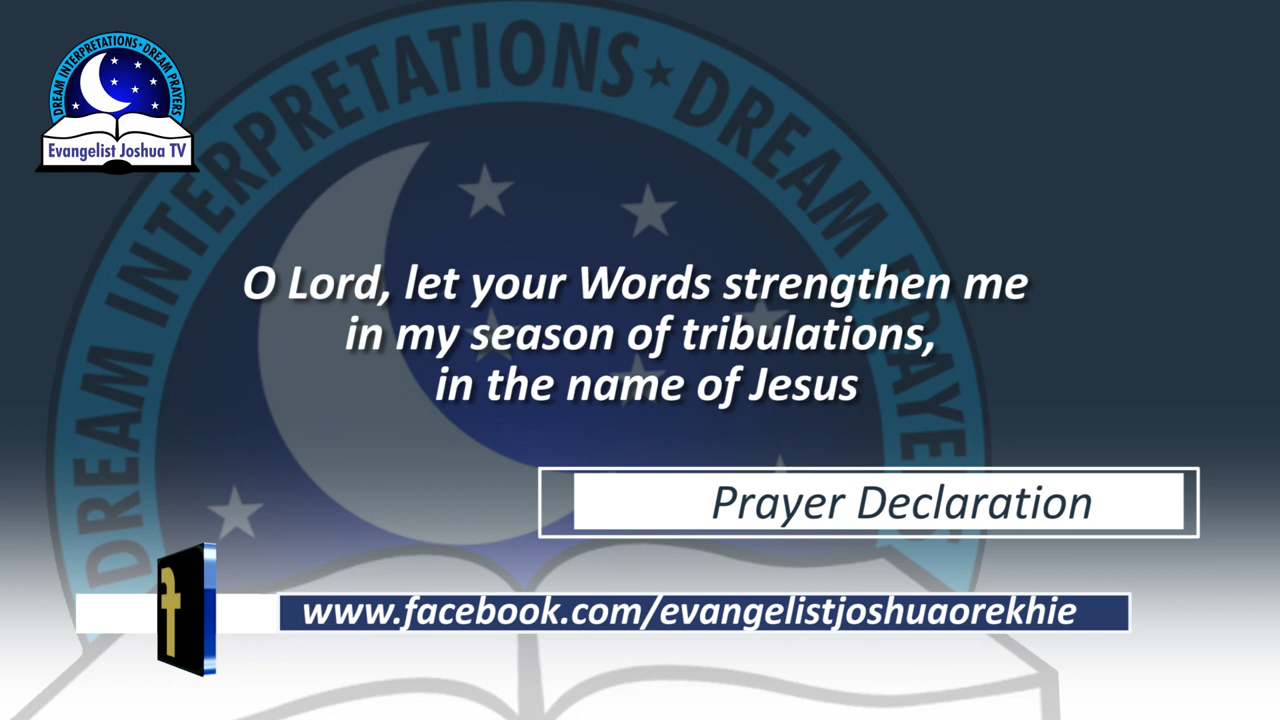 DREAM INTERPRETATIONS★DREAM PRAYERS
Evangelist Joshua TV
DREAM INTERPRETATIONS★DREAM PRAYERS
O Lord, let your Words strengthen me
in my season of tribulations,
in the name of Jesus
Prayer Declaration
f
www.facebook.com/evangelistjoshuaorekhie